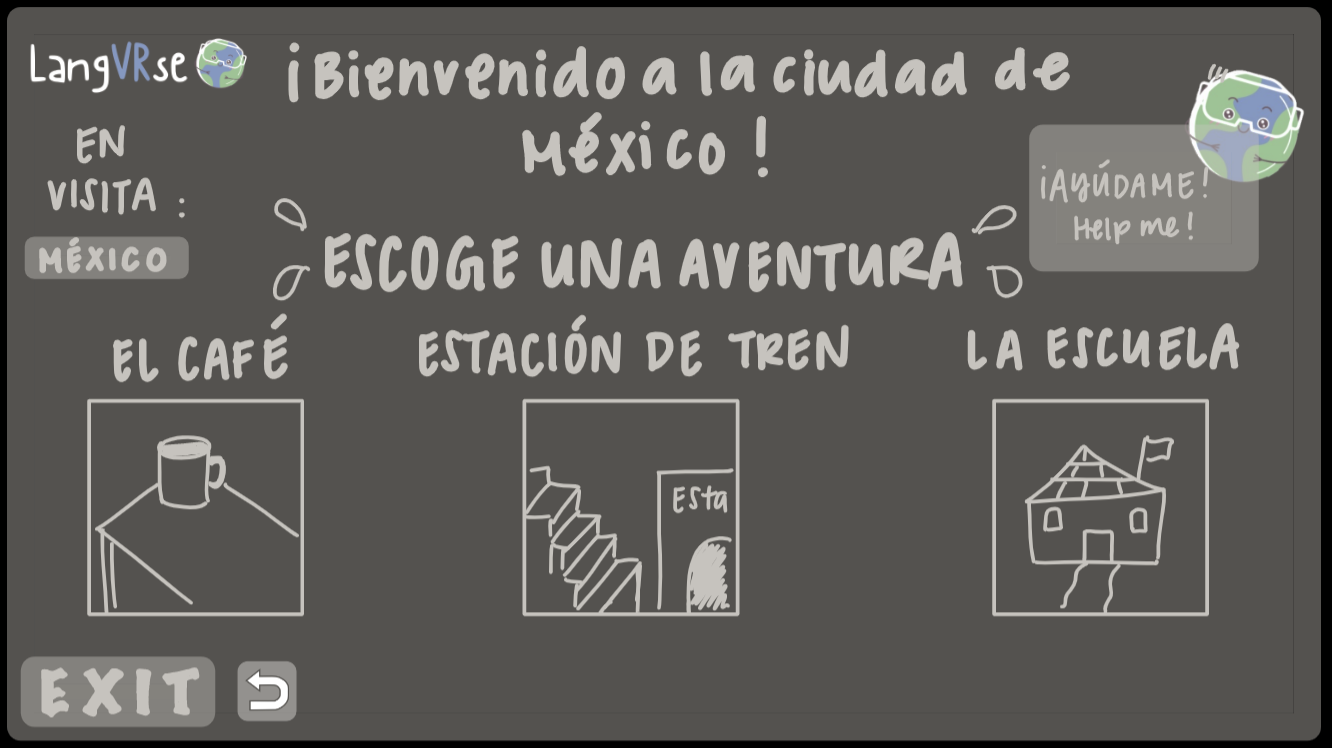 LangVRse
¡Bienvenido a la ciudad de
México !
EN
VISITA :
MÉXICO
¡AYÚDAME!
Help me!
ESCOGE UNA AVENTURA
EL CAFÉ
ESTACIÓN DE TREN
LA ESCUELA
Esta
EXIT